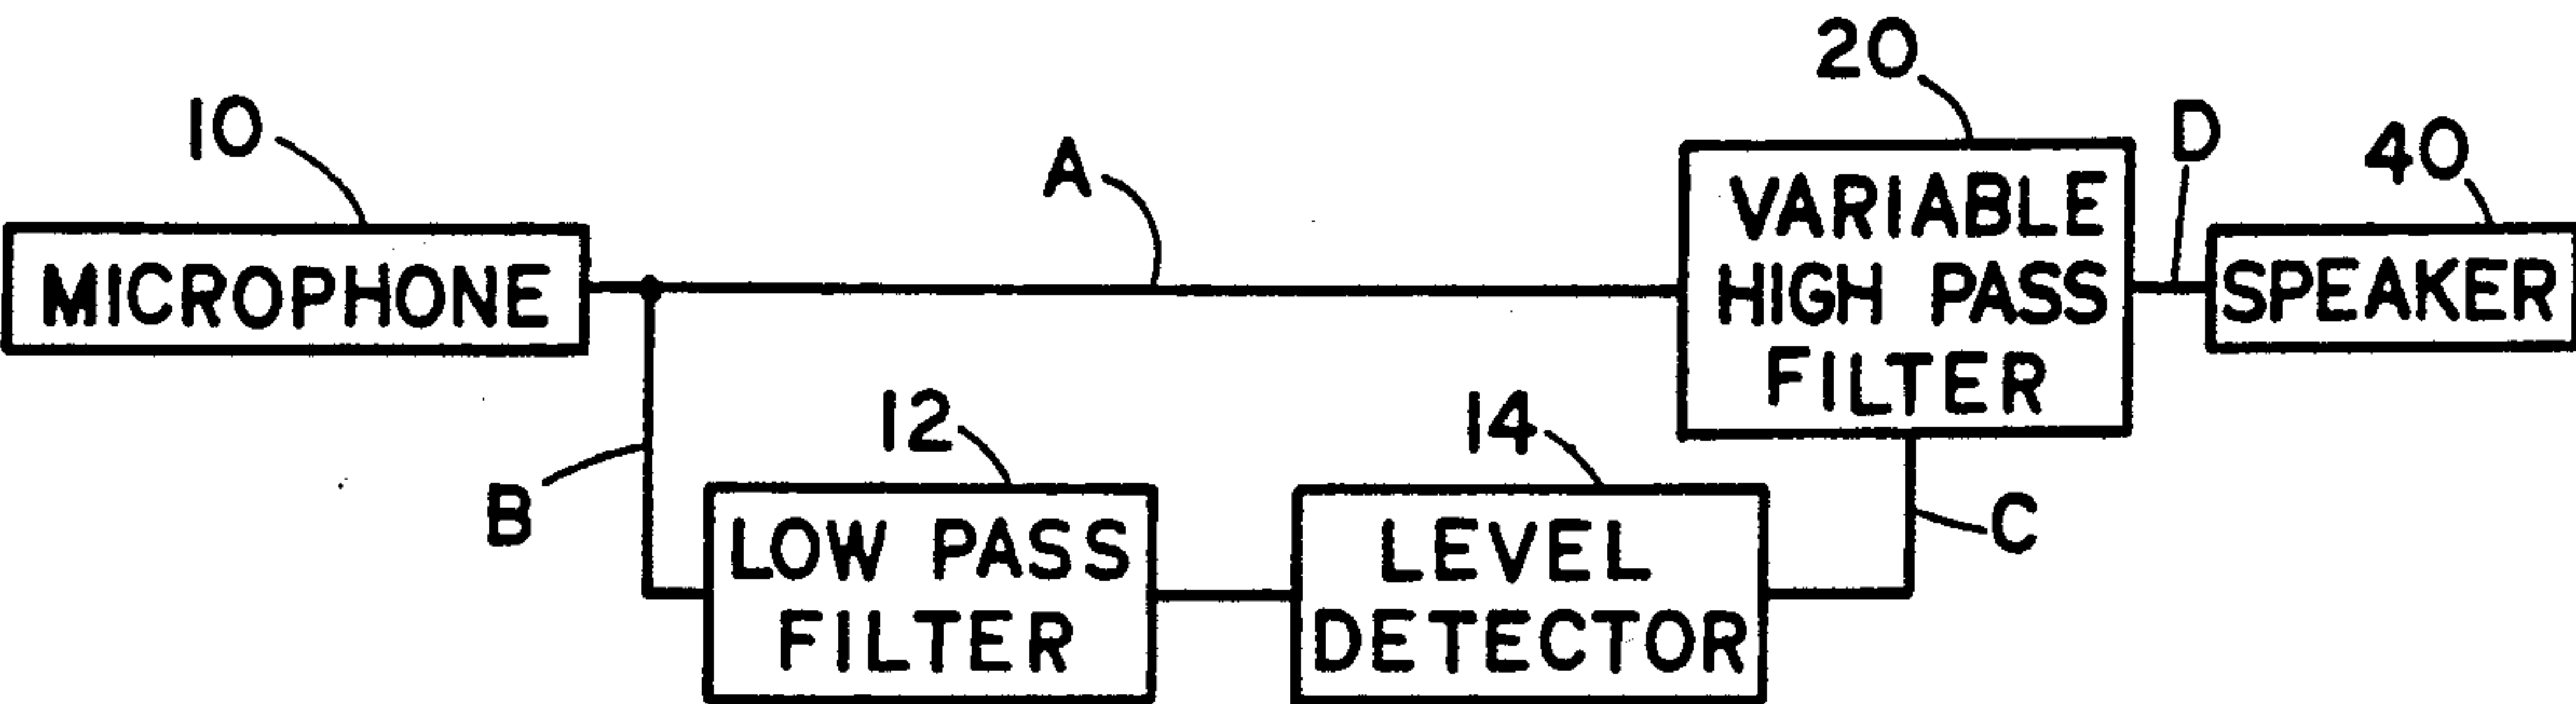 20
10
A
D
40
MICROPHONE
VARIABLE
HIGH PASS
FILTER
SPEAKER
12
14
B
LOW PASS
FILTER
LEVEL
DETECTOR
C